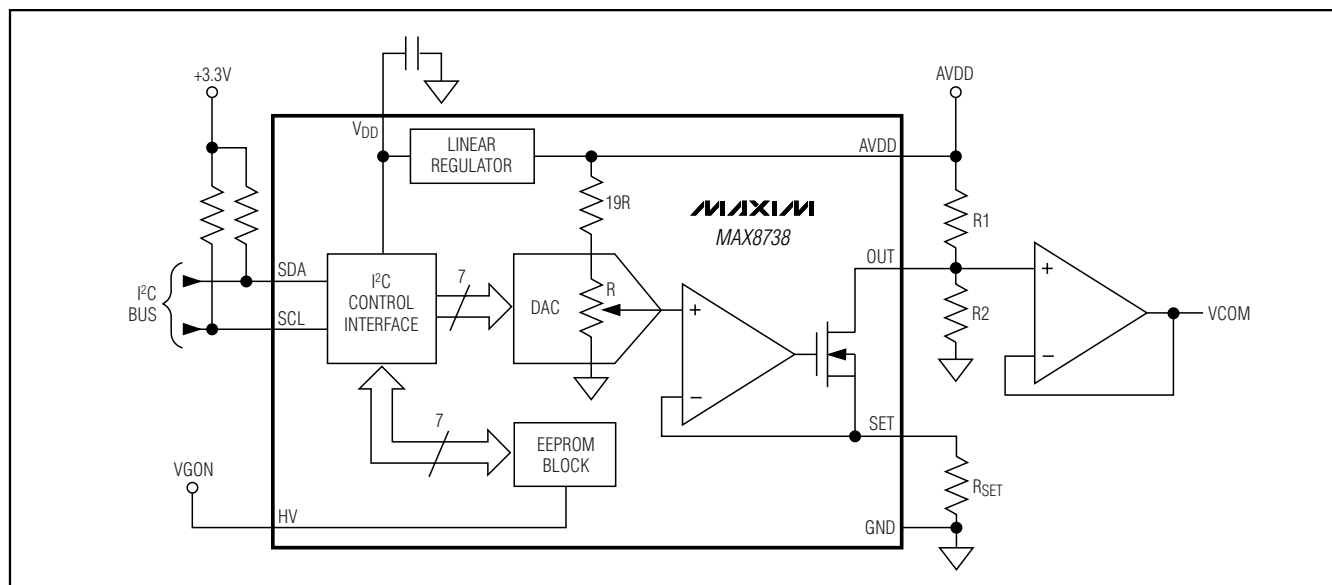 +3.3V
AVDD
VDD
LINEAR
REGULATOR
AVDD
19R
MAXIM
MAX8738
R1
OUT
I²C
BUS
SDA
SCL
I²C
CONTROL
INTERFACE
7
DAC
R
+
−
+
−
R2
VCOM
SET
7
EEPROM
BLOCK
VGON
HV
RSET
GND